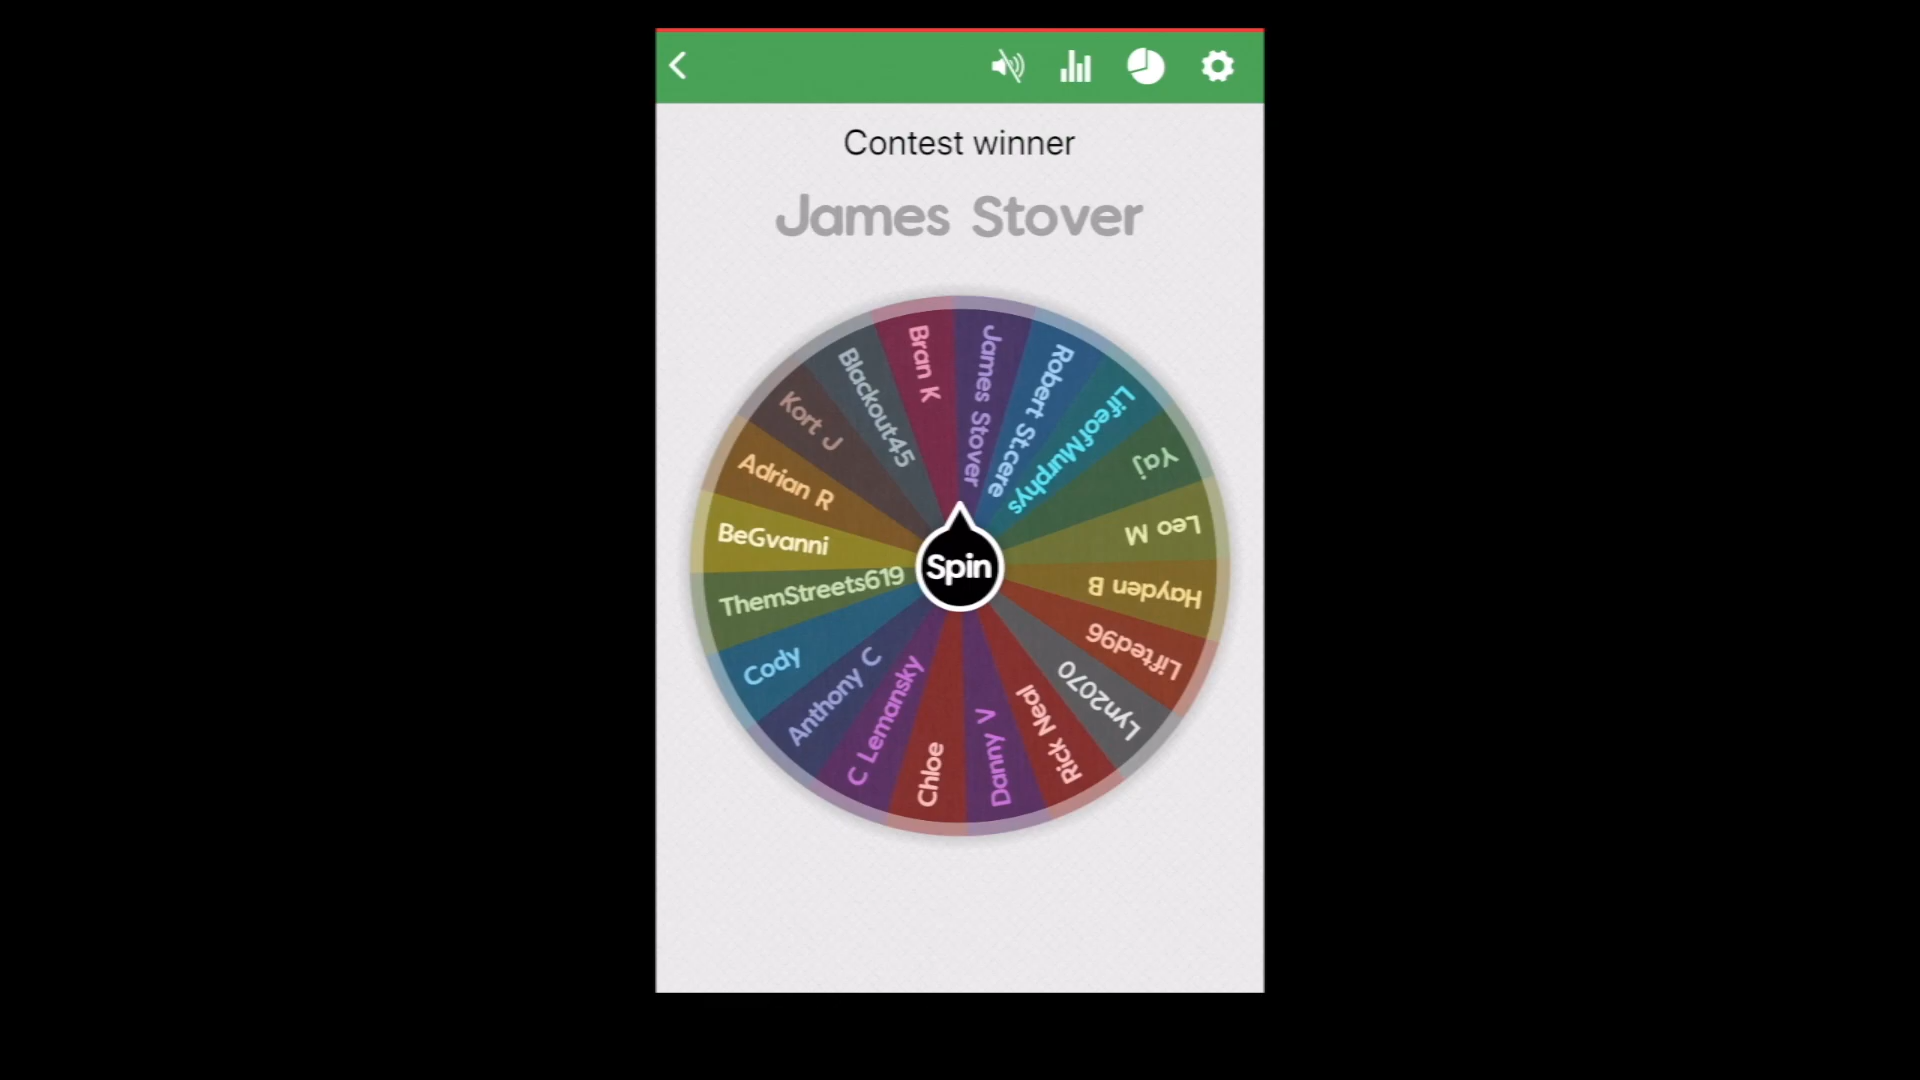 Contest winner
James Stover
James Stover
Robert St.cere
LifeofMurphys
Yaj
Leo M
Hayden B
Lifted96
Lyn2070
Rick Neal
Danny V
Chloe
C Lemansky
Anthony C
Cody
ThemStreets619
BeGvanni
Adrian R
Kort J
Blackout45
Bran K
Spin